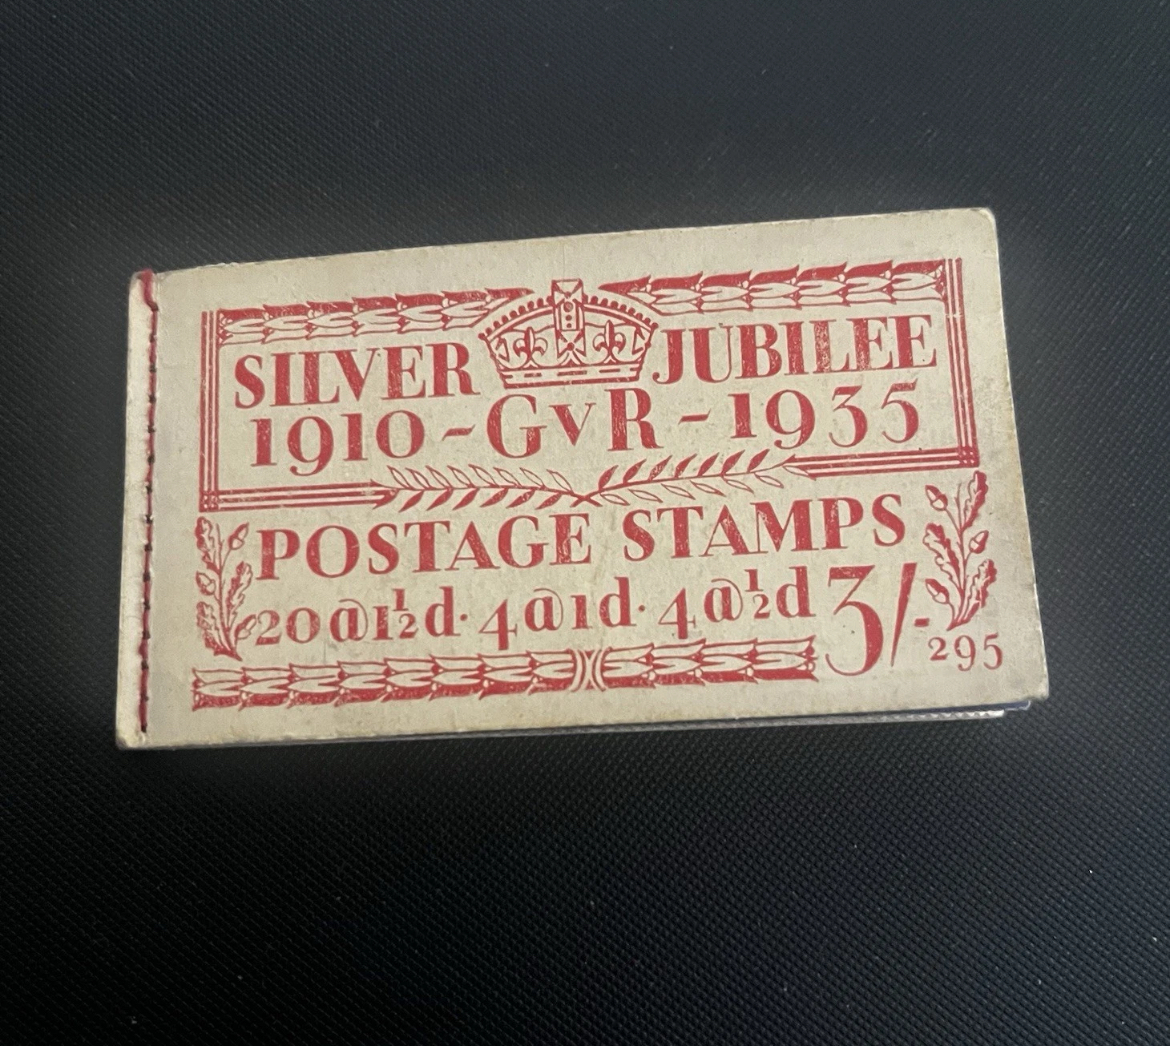 SILVER JUBILEE
1910 - GVR - 1935
POSTAGE STAMPS
20@1½d· 4@1d· 4@½d 3/-
295